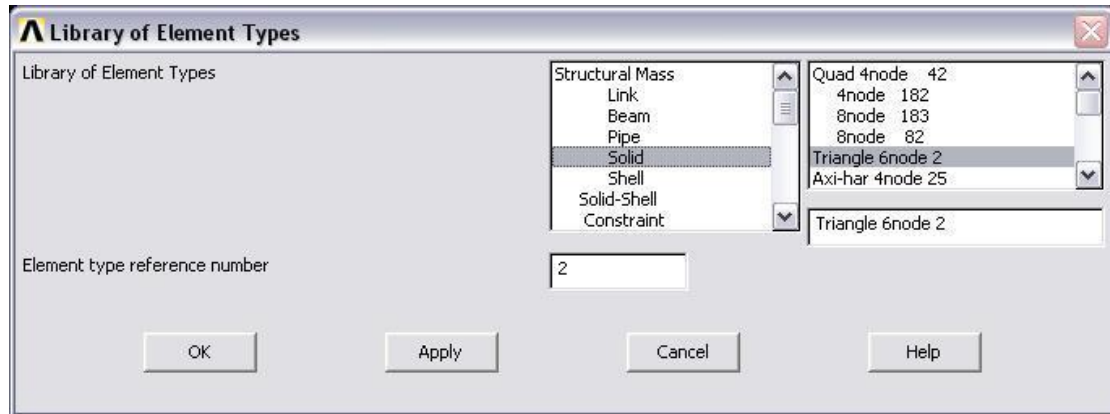 Library of Element Types
Library of Element Types
Structural Mass
Link
Beam
Pipe
Solid
Shell
Solid-Shell
Constraint
Quad 4node 42
4node 182
8node 183
8node 82
Triangle 6node 2
Axi-har 4node 25
Triangle 6node 2
Element type reference number
2
OK
Apply
Cancel
Help